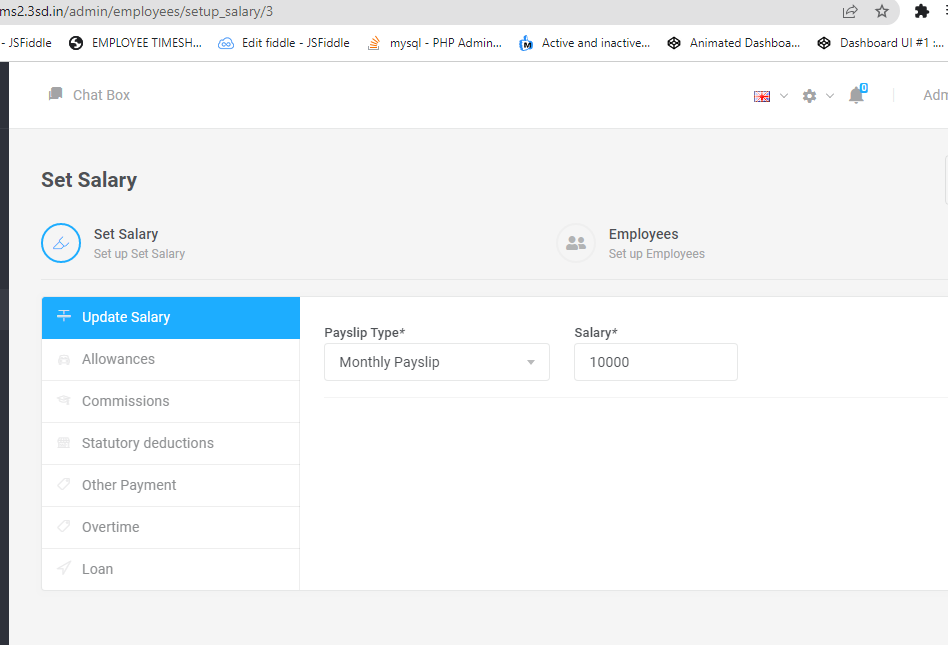 ms2.3sd.in/admin/employees/setup_salary/3
- JSFiddle EMPLOYEE TIMESH... Edit fiddle - JSFiddle mysql - PHP Admin... Active and inactive... Animated Dashboa... Dashboard UI #1 :...
Chat Box 0 Adm
Set Salary
Set Salary
Set up Set Salary
Employees
Set up Employees
Update Salary
Allowances
Commissions
Statutory deductions
Other Payment
Overtime
Loan
Payslip Type* Salary*
Monthly Payslip 10000